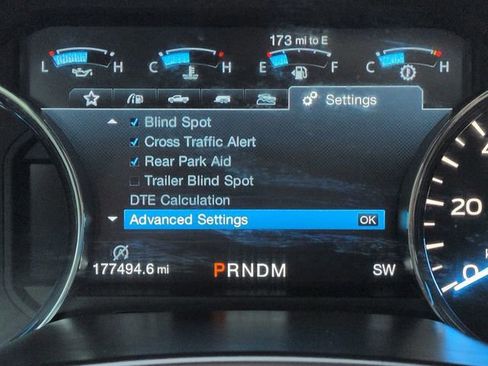 173 mi to E
L H C H E F C H
Settings
Blind Spot
Cross Traffic Alert
Rear Park Aid
Trailer Blind Spot
DTE Calculation
Advanced Settings OK
20
0
177494.6 mi PRNDM SW